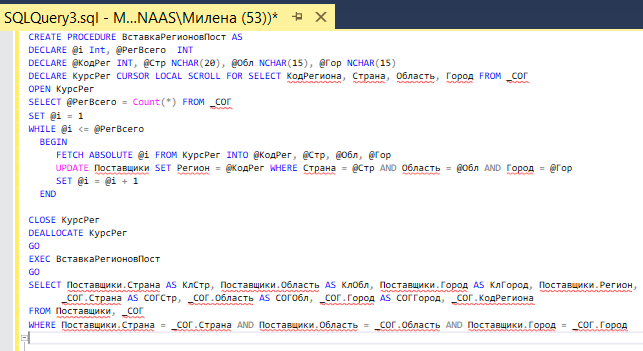 SQLQuery3.sql - M...NAAS\Милена (53))*
CREATE PROCEDURE ВставкаРегионовПост AS
DECLARE @i Int, @РегВсего  INT
DECLARE @КодРег INT, @Стр NCHAR(20), @Обл NCHAR(15), @Гор NCHAR(15)
DECLARE КурсРег CURSOR LOCAL SCROLL FOR SELECT КодРегиона, Страна, Область, Город FROM _СОГ
OPEN КурсРег
SELECT @РегВсего = Count(*) FROM _СОГ
SET @i = 1
WHILE @i <= @РегВсего
BEGIN
FETCH ABSOLUTE @i FROM КурсРег INTO @КодРег, @Стр, @Обл, @Гор
UPDATE Поставщики SET Регион = @КодРег WHERE Страна = @Стр AND Область = @Обл AND Город = @Гор
SET @i = @i + 1
END
CLOSE КурсРег
DEALLOCATE КурсРег
GO
EXEC ВставкаРегионовПост
GO
SELECT Поставщики.Страна AS КлСтр, Поставщики.Область AS КлОбл, Поставщики.Город AS КлГород, Поставщики.Регион,
_СОГ.Страна AS СОГСтр, _СОГ.Область AS СОГОбл, _СОГ.Город AS СОГГород, _СОГ.КодРегиона
FROM Поставщики, _СОГ
WHERE Поставщики.Страна = _СОГ.Страна AND Поставщики.Область = _СОГ.Область AND Поставщики.Город = _СОГ.Город